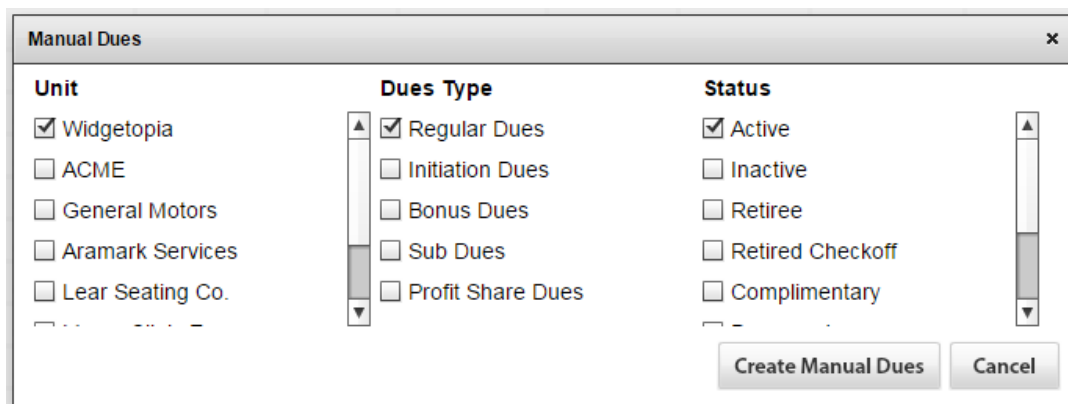 Manual Dues
×
Unit
Dues Type
Status
Widgetopia
Regular Dues
Active
ACME
Initiation Dues
Inactive
General Motors
Bonus Dues
Retiree
Aramark Services
Sub Dues
Retired Checkoff
Lear Seating Co.
Profit Share Dues
Complimentary
Create Manual Dues
Cancel